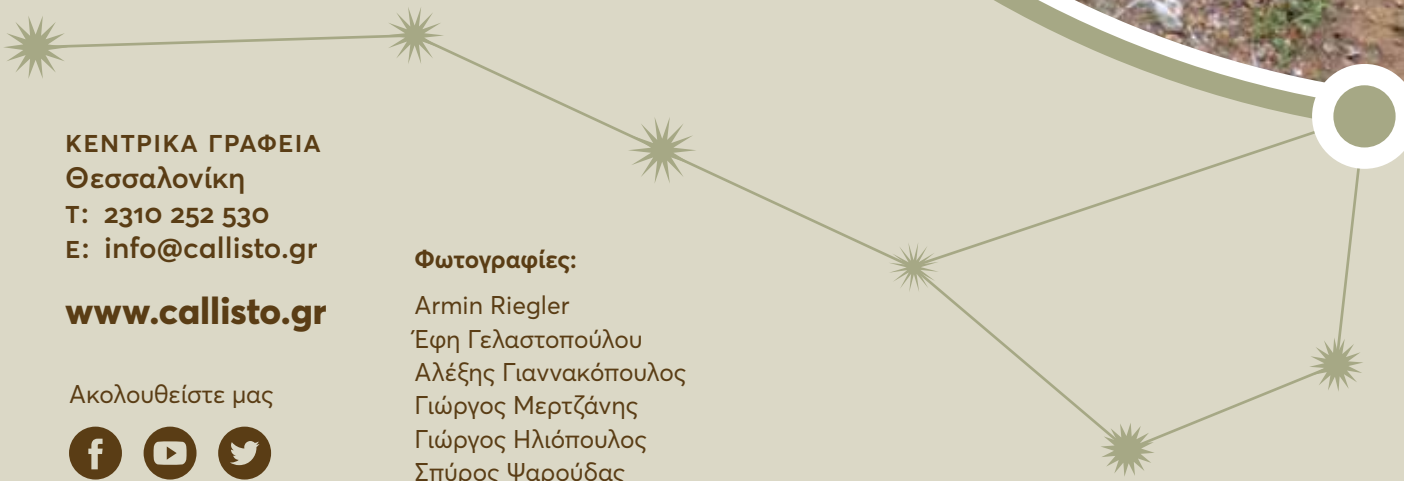 ΚΕΝΤΡΙΚΑ ΓΡΑΦΕΙΑ
Θεσσαλονίκη
Τ: 2310 252 530
Ε: info@callisto.gr
www.callisto.gr
Ακολουθείστε μας
Φωτογραφίες:
Armin Riegler
Έφη Γελαστοπούλου
Αλέξης Γιαννακόπουλος
Γιώργος Μερτζάνης
Γιώργος Ηλιόπουλος
Σπύρος Ψαρούδας